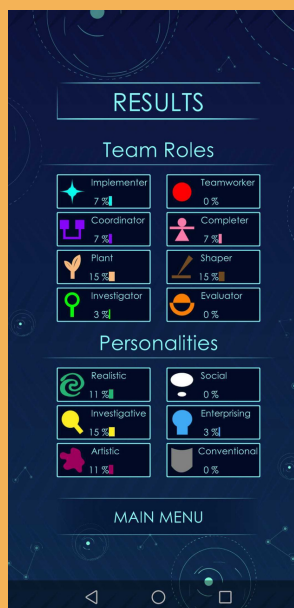 RESULTS
Team Roles
Implementer
7 %
Teamworker
0 %
Coordinator
7 %
Completer
7 %
Plant
15 %
Shaper
15 %
Investigator
3 %
Evaluator
0 %
Personalities
Realistic
11 %
Social
0 %
Investigative
15 %
Enterprising
3 %
Artistic
11 %
Conventional
0 %
MAIN MENU